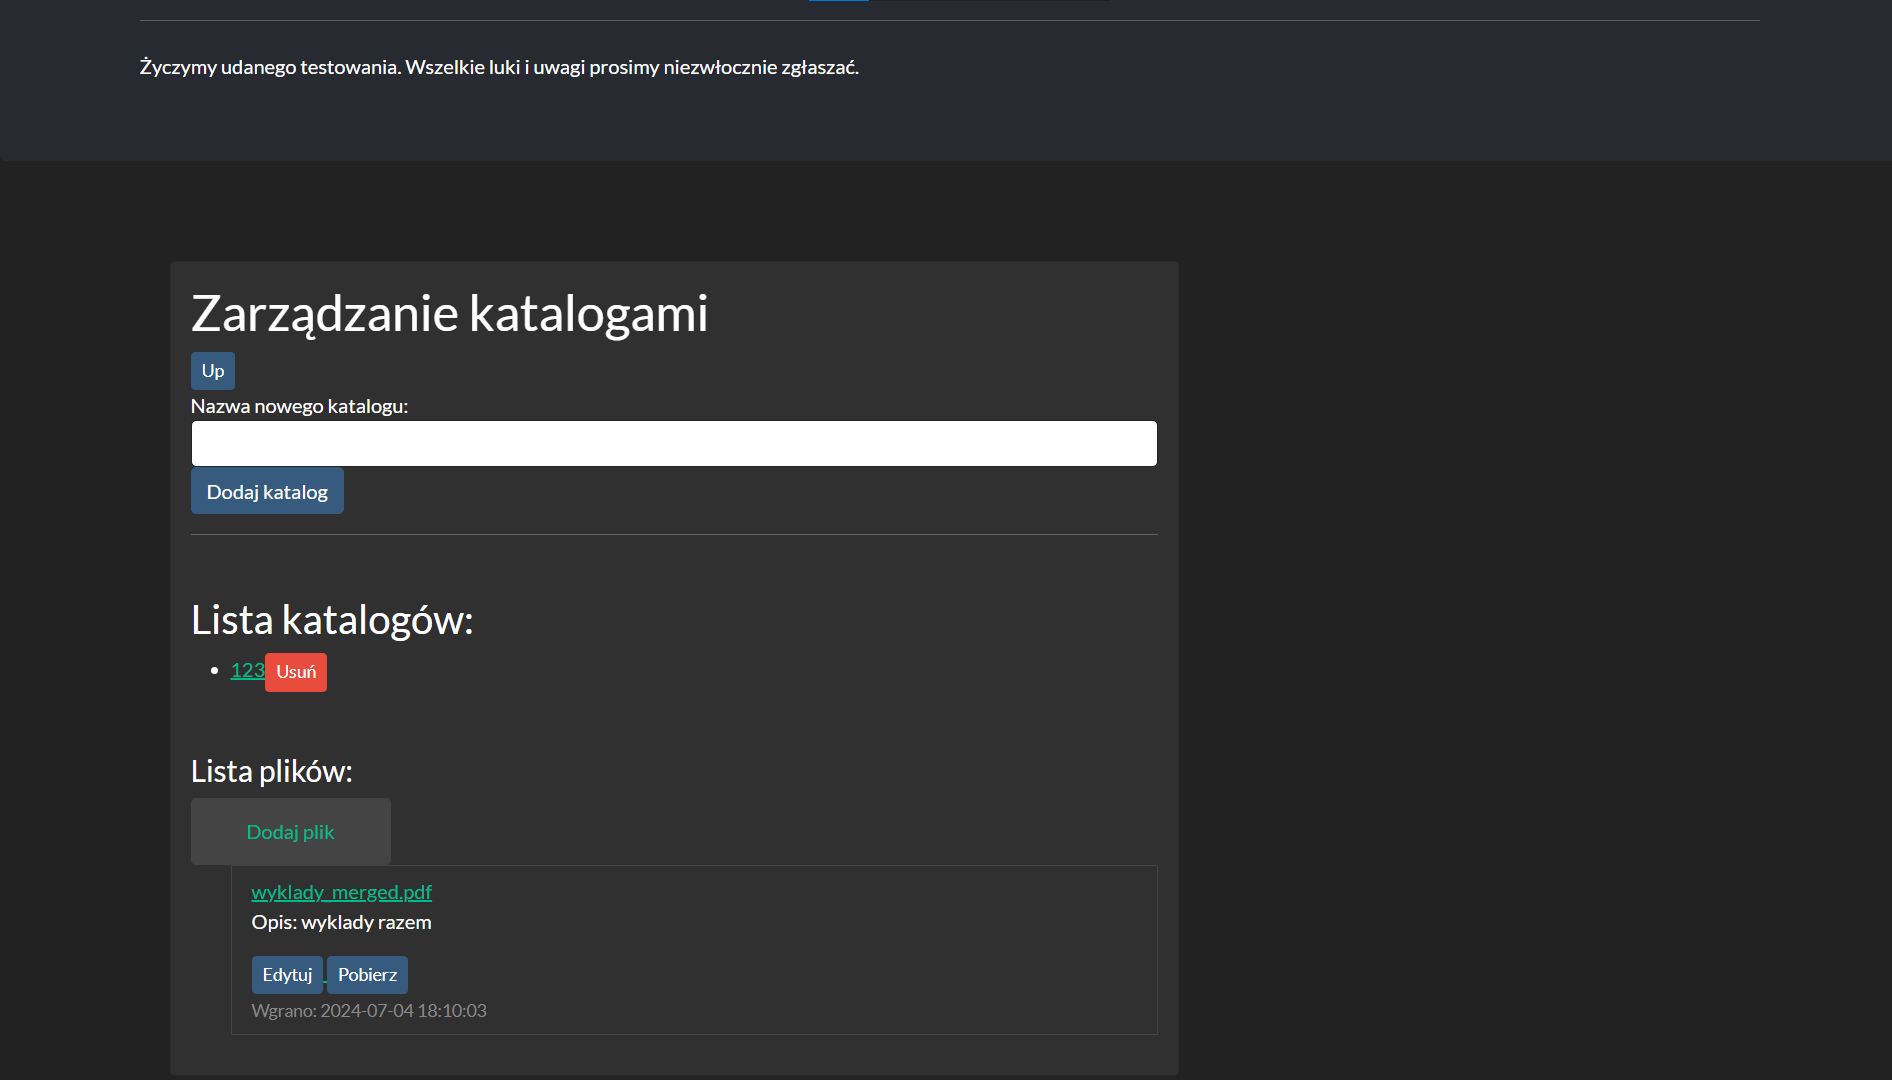 Życzymy udanego testowania. Wszelkie luki i uwagi prosimy niezwłocznie zgłaszać.
Zarządzanie katalogami
Up
Nazwa nowego katalogu:
Dodaj katalog
Lista katalogów:
123 Usuń
Lista plików:
Dodaj plik
wyklady_merged.pdf
Opis: wyklady razem
Edytuj Pobierz
Wgrano: 2024-07-04 18:10:03